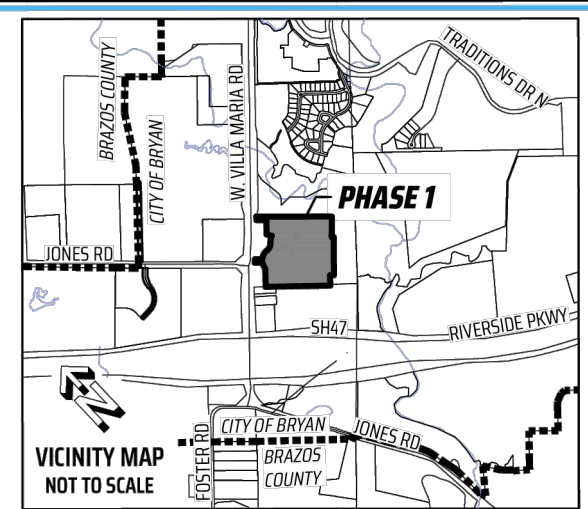 TRADITIONS DR N
BRAZOS COUNTY
CITY OF BRYAN
W. VILLA MARIA RD
PHASE 1
JONES RD
SH47
RIVERSIDE PKWY
N
CITY OF BRYAN
JONES RD
FOSTER RD
BRAZOS
COUNTY
VICINITY MAP
NOT TO SCALE